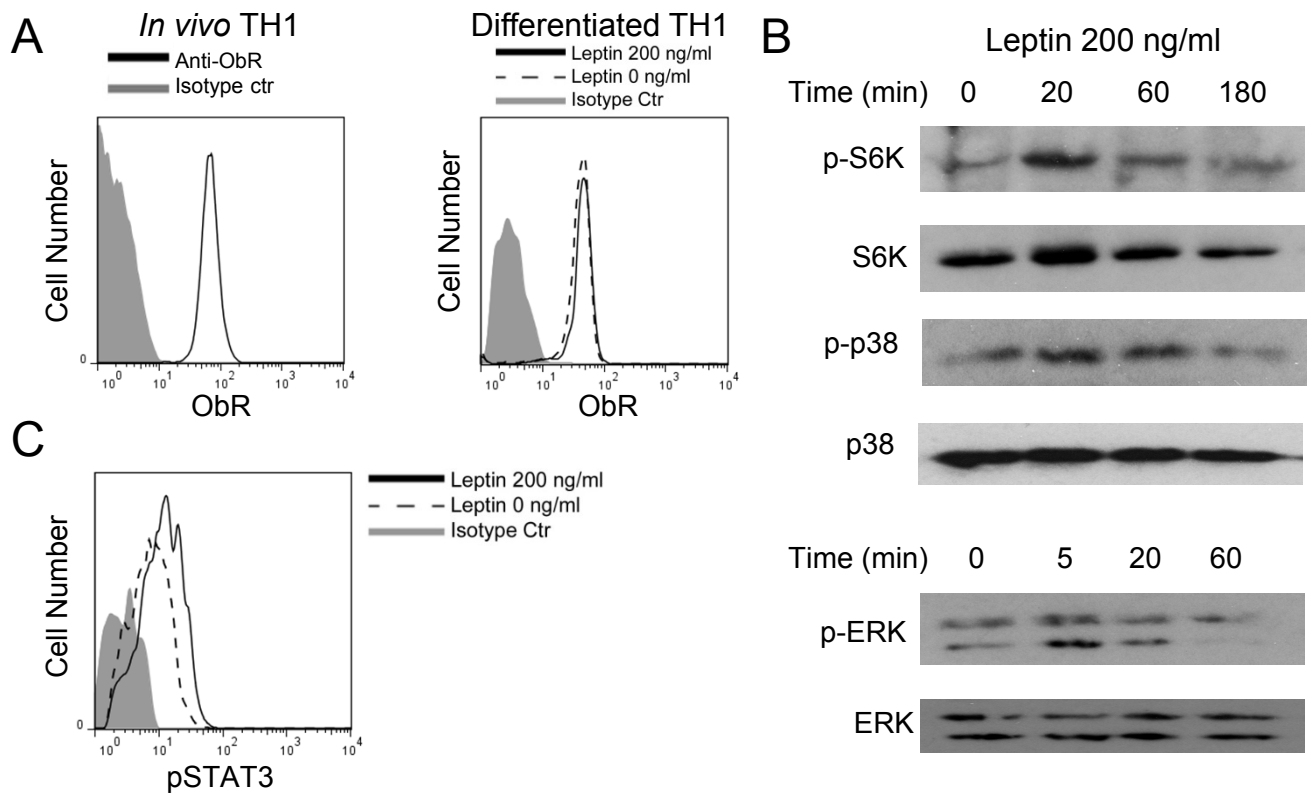 A
In vivo TH1
Anti-ObR
Isotype ctr
Cell Number
0
10^0 10^1 10^2 10^3 10^4
ObR
Differentiated TH1
Leptin 200 ng/ml
Leptin 0 ng/ml
Isotype Ctr
Cell Number
0
10^0 10^1 10^2 10^3 10^4
ObR
B
Leptin 200 ng/ml
Time (min) 0 20 60 180
p-S6K
S6K
p-p38
p38
Time (min) 0 5 20 60
p-ERK
ERK
C
Leptin 200 ng/ml
Leptin 0 ng/ml
Isotype Ctr
Cell Number
0
10^0 10^1 10^2 10^3 10^4
pSTAT3